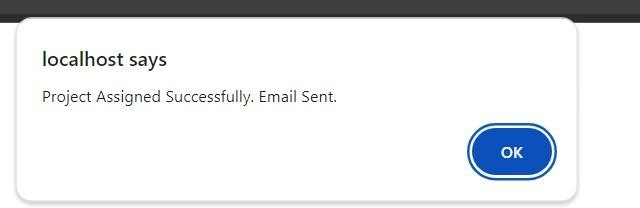 localhost says
Project Assigned Successfully. Email Sent.
OK